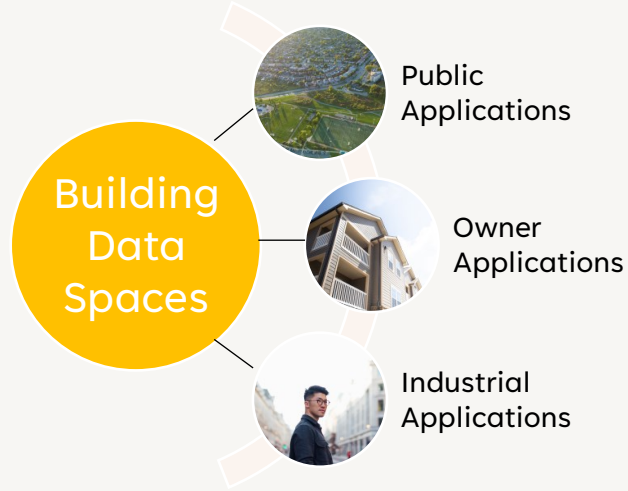 Building
Data
Spaces
Public
Applications
Owner
Applications
Industrial
Applications